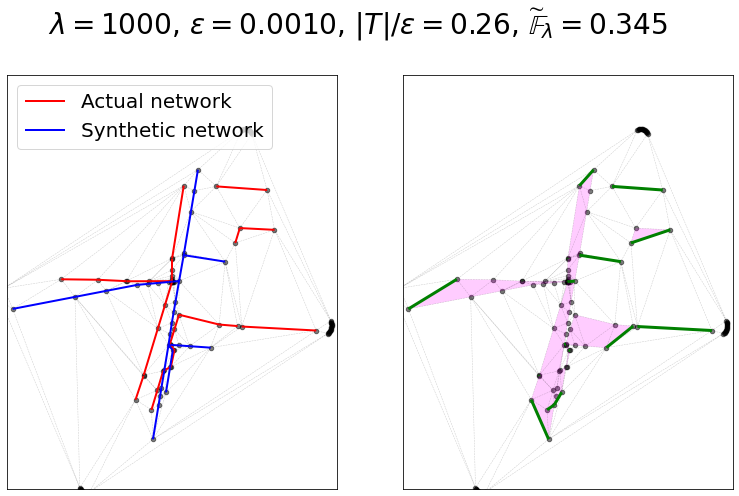 λ = 1000, ε = 0.0010, |T|/ε = 0.26, 𝔽̃_λ = 0.345
Actual network
Synthetic network